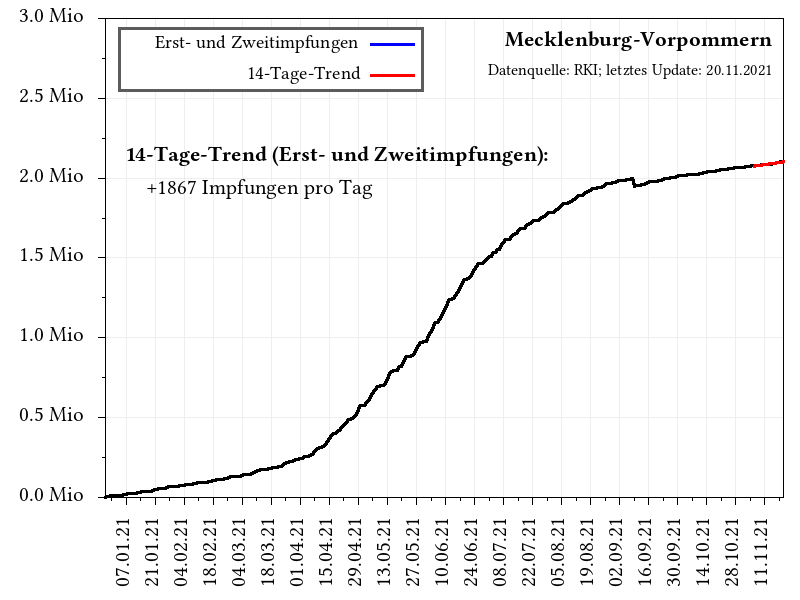 3.0 Mio
2.5 Mio
2.0 Mio
1.5 Mio
1.0 Mio
0.5 Mio
0.0 Mio
Erst- und Zweitimpfungen
14-Tage-Trend
Mecklenburg-Vorpommern
Datenquelle: RKI; letztes Update: 20.11.2021
14-Tage-Trend (Erst- und Zweitimpfungen):
+1867 Impfungen pro Tag
07.01.21
21.01.21
04.02.21
18.02.21
04.03.21
18.03.21
01.04.21
15.04.21
29.04.21
13.05.21
27.05.21
10.06.21
24.06.21
08.07.21
22.07.21
05.08.21
19.08.21
02.09.21
16.09.21
30.09.21
14.10.21
28.10.21
11.11.21